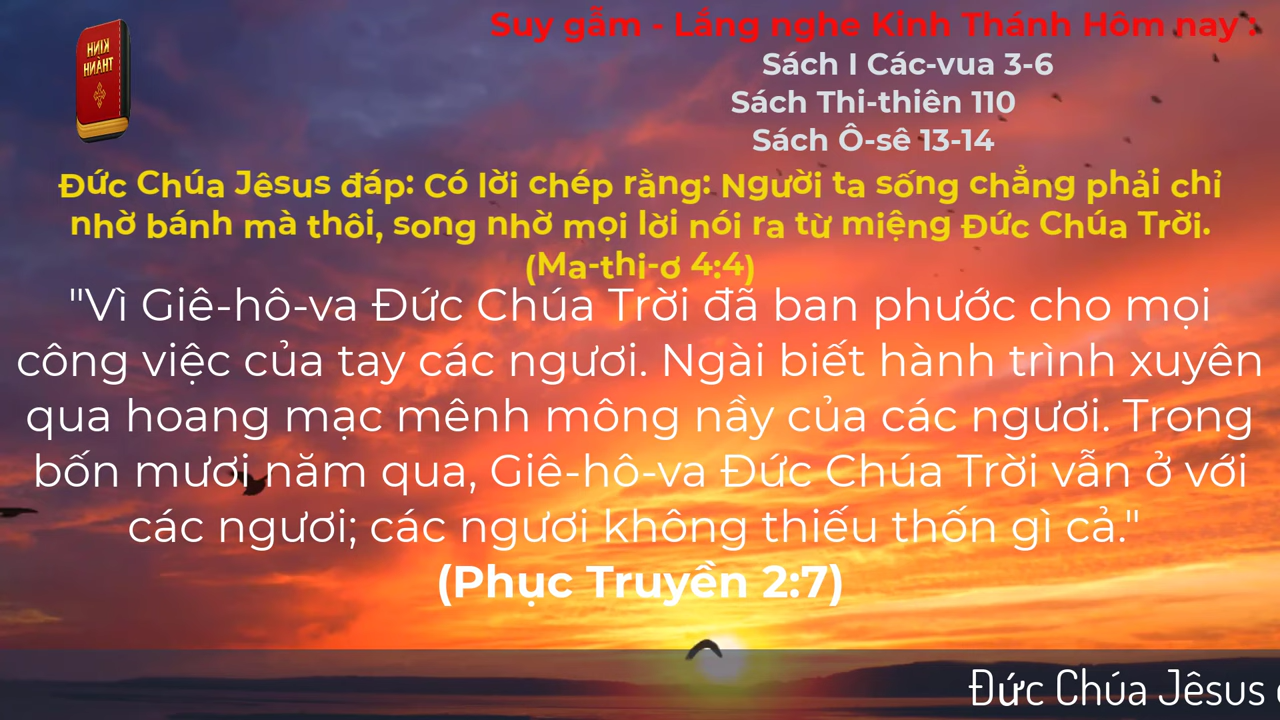 Suy gẫm - Lắng nghe Kinh Thánh Hôm nay :
KINH
THÁNH
Sách I Các-vua 3-6
Sách Thi-thiên 110
Sách Ô-sê 13-14
Đức Chúa Jêsus đáp: Có lời chép rằng: Người ta sống chẳng phải chỉ
nhờ bánh mà thôi, song nhờ mọi lời nói ra từ miệng Đức Chúa Trời.
(Ma-thi-ơ 4:4)
"Vì Giê-hô-va Đức Chúa Trời đã ban phước cho mọi
công việc của tay các ngươi. Ngài biết hành trình xuyên
qua hoang mạc mênh mông nầy của các ngươi. Trong
bốn mươi năm qua, Giê-hô-va Đức Chúa Trời vẫn ở với
các ngươi; các ngươi không thiếu thốn gì cả."
(Phục Truyền 2:7)
Đức Chúa Jêsus